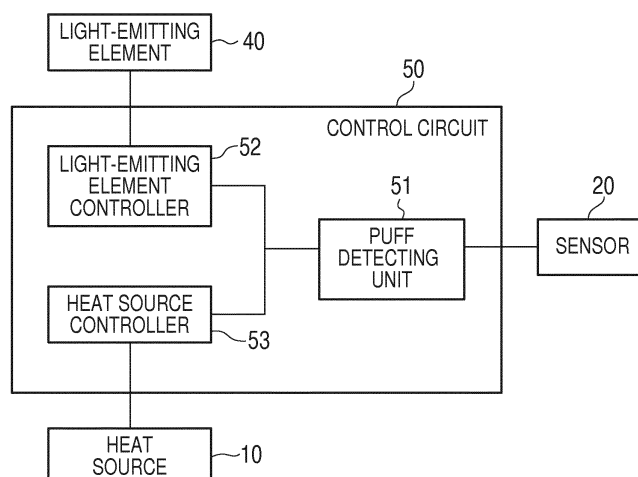 LIGHT-EMITTING
ELEMENT
40
50
CONTROL CIRCUIT
52
LIGHT-EMITTING
ELEMENT
CONTROLLER
51
PUFF
DETECTING
UNIT
20
SENSOR
HEAT SOURCE
CONTROLLER
53
HEAT
SOURCE
10